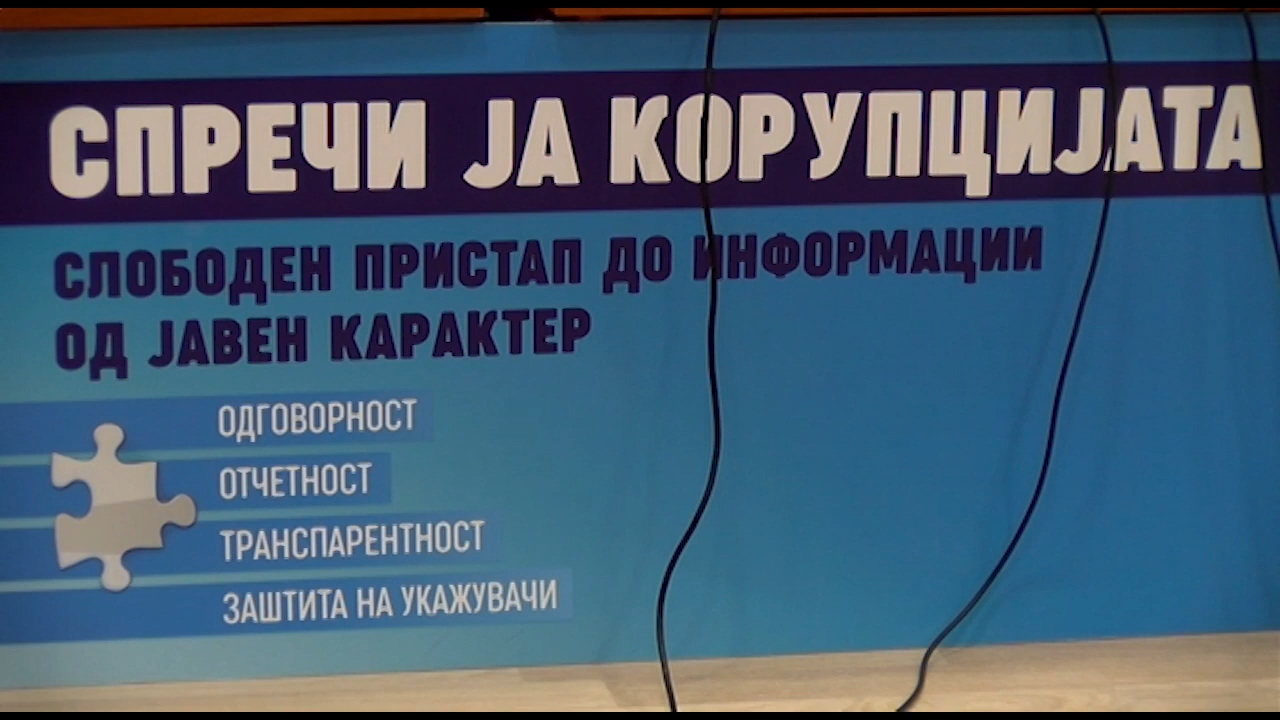 СПРЕЧИ ЈА КОРУПЦИЈАТА
СЛОБОДЕН ПРИСТАП ДО ИНФОРМАЦИИ
ОД ЈАВЕН КАРАКТЕР
ОДГОВОРНОСТ
ОТЧЕТНОСТ
ТРАНСПАРЕНТНОСТ
ЗАШТИТА НА УКАЖУВАЧИ